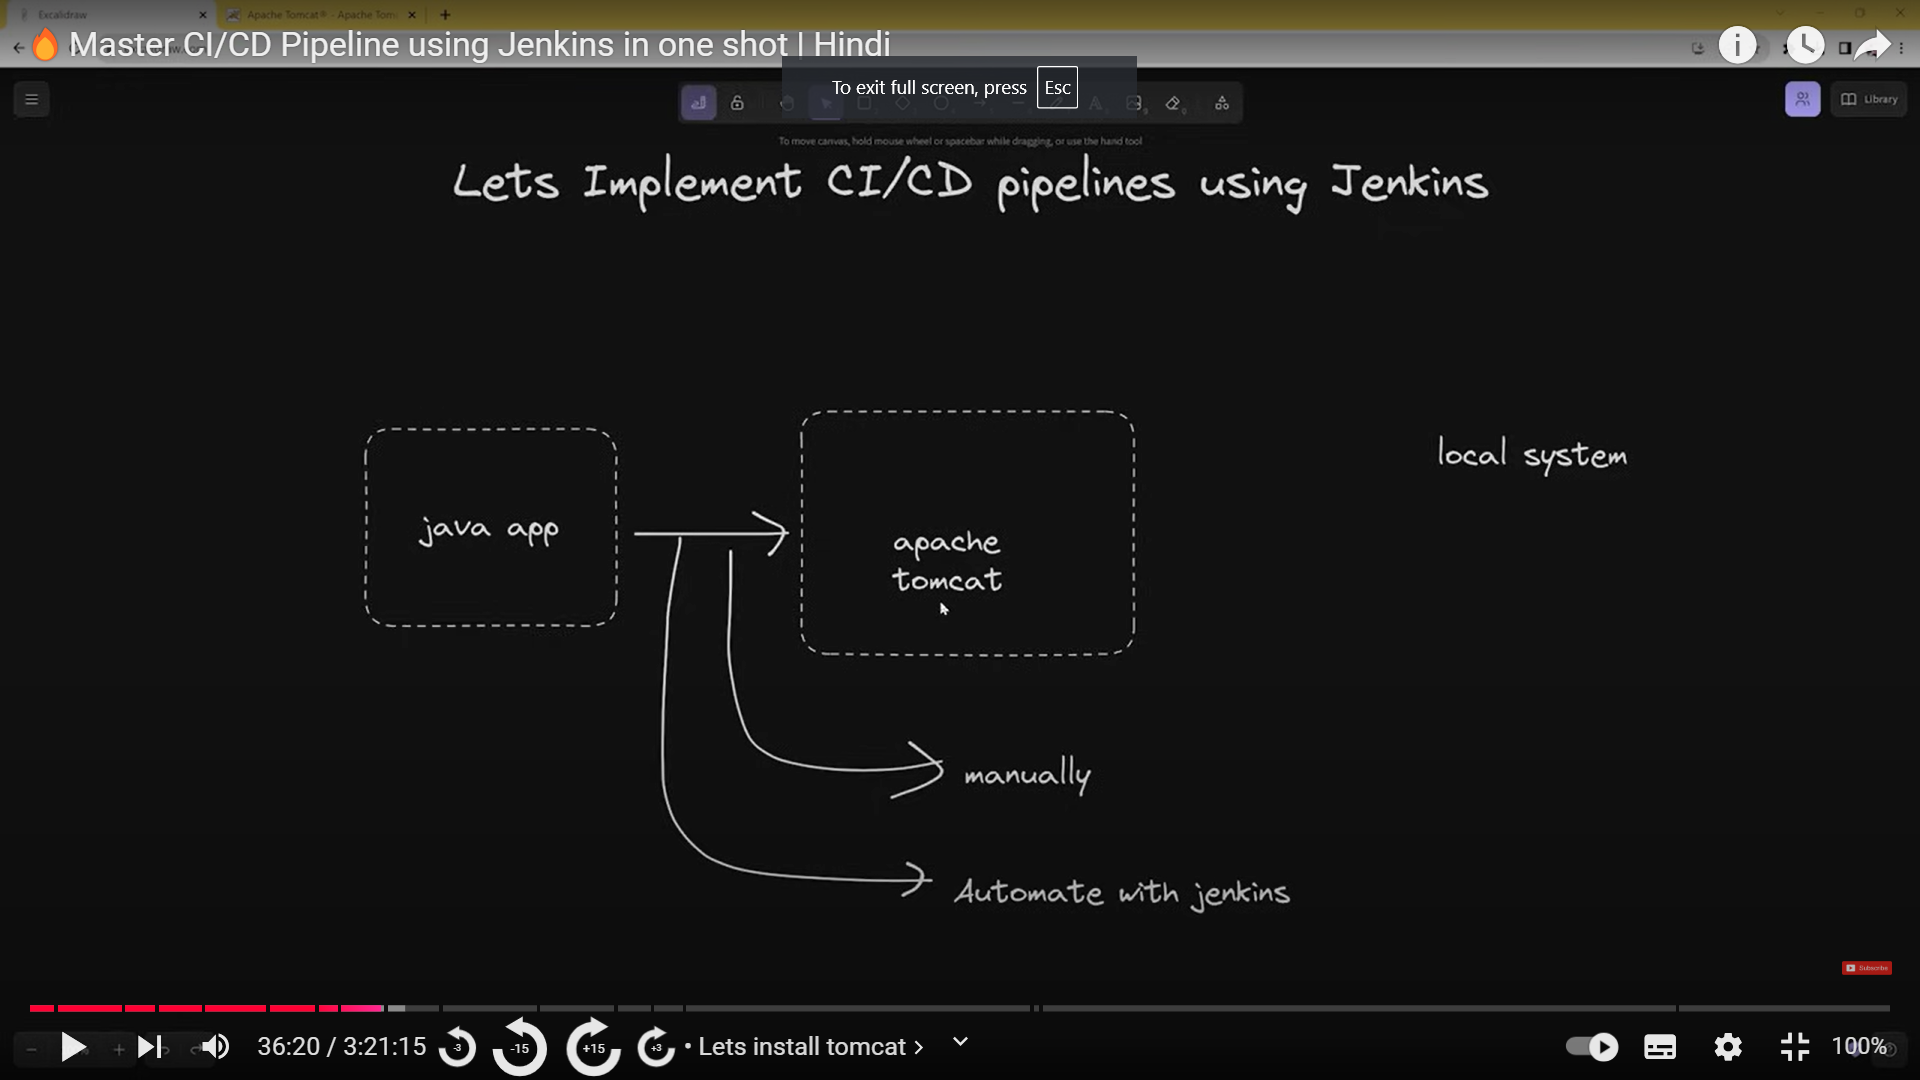 Excalidraw
Apache Tomcat® - Apache Tom
🔥 Master CI/CD Pipeline using Jenkins in one shot | Hindi
To exit full screen, press Esc
Library
To move canvas, hold mouse wheel or spacebar while dragging, or use the hand tool
Lets Implement CI/CD pipelines using Jenkins
local system
java app
apache
tomcat
manually
Automate with jenkins
Subscribe
36:20 / 3:21:15
-3
-15
+15
+3
• Lets install tomcat >
100%